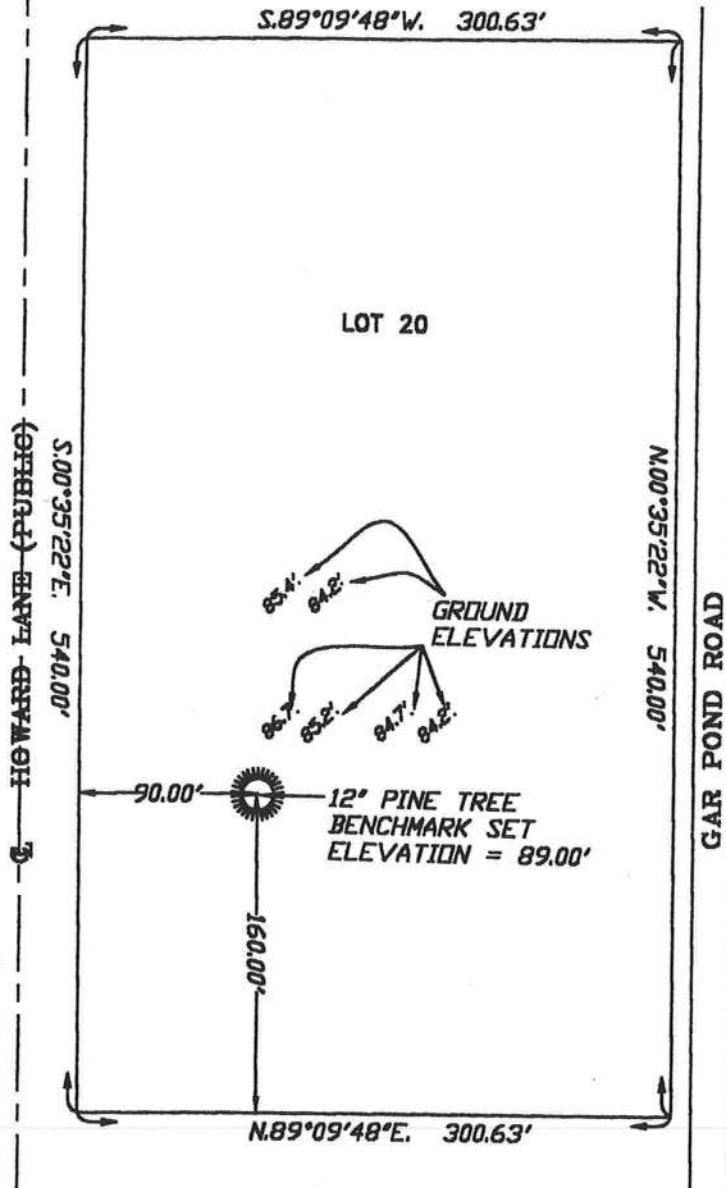 S.89°09'48"W. 300.63'
LOT 20
℄ HOWARD LANE (PUBLIC)
S.00°35'22"E. 540.00'
N.00°35'22"W. 540.00'
GAR POND ROAD
85.4'
84.2'
GROUND
ELEVATIONS
86.7'
85.2'
84.7'
84.2'
90.00'
12" PINE TREE
BENCHMARK SET
ELEVATION = 89.00'
160.00'
N.89°09'48"E. 300.63'